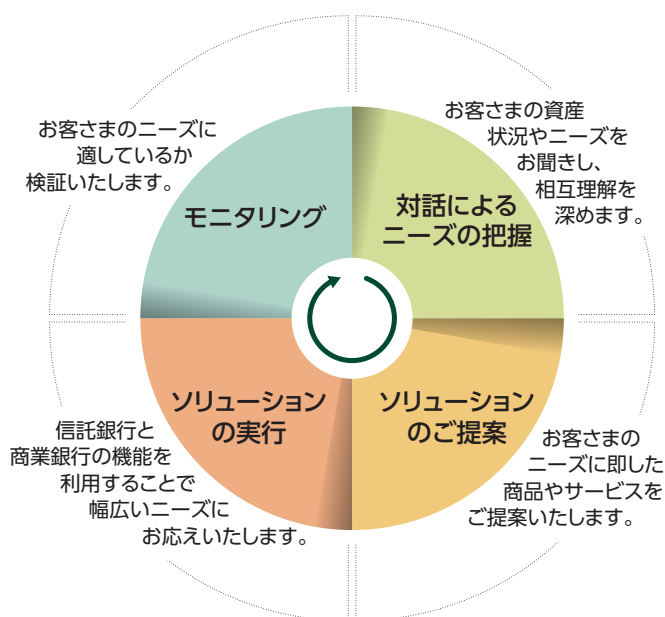 対話による
ニーズの把握
お客さまの資産
状況やニーズを
お聞きし、
相互理解を
深めます。
ソリューション
のご提案
お客さまの
ニーズに即した
商品やサービスを
ご提案いたします。
ソリューション
の実行
信託銀行と
商業銀行の機能を
利用することで
幅広いニーズに
お応えいたします。
モニタリング
お客さまのニーズに
適しているか
検証いたします。